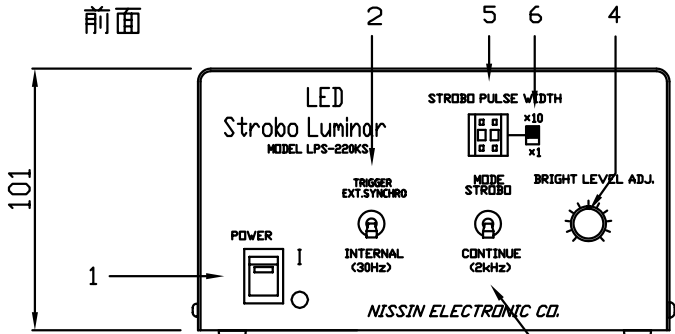 前面
2
5
6
4
LED
Strobo Luminar
MODEL LPS-220KS
STROBO PULSE WIDTH
×10
×1
101
TRIGGER
EXT.SYNCHRO
MODE
STROBO
BRIGHT LEVEL ADJ.
POWER
I
INTERNAL
(30Hz)
CONTINUE
(2kHz)
1
NISSIN ELECTRONIC CO.